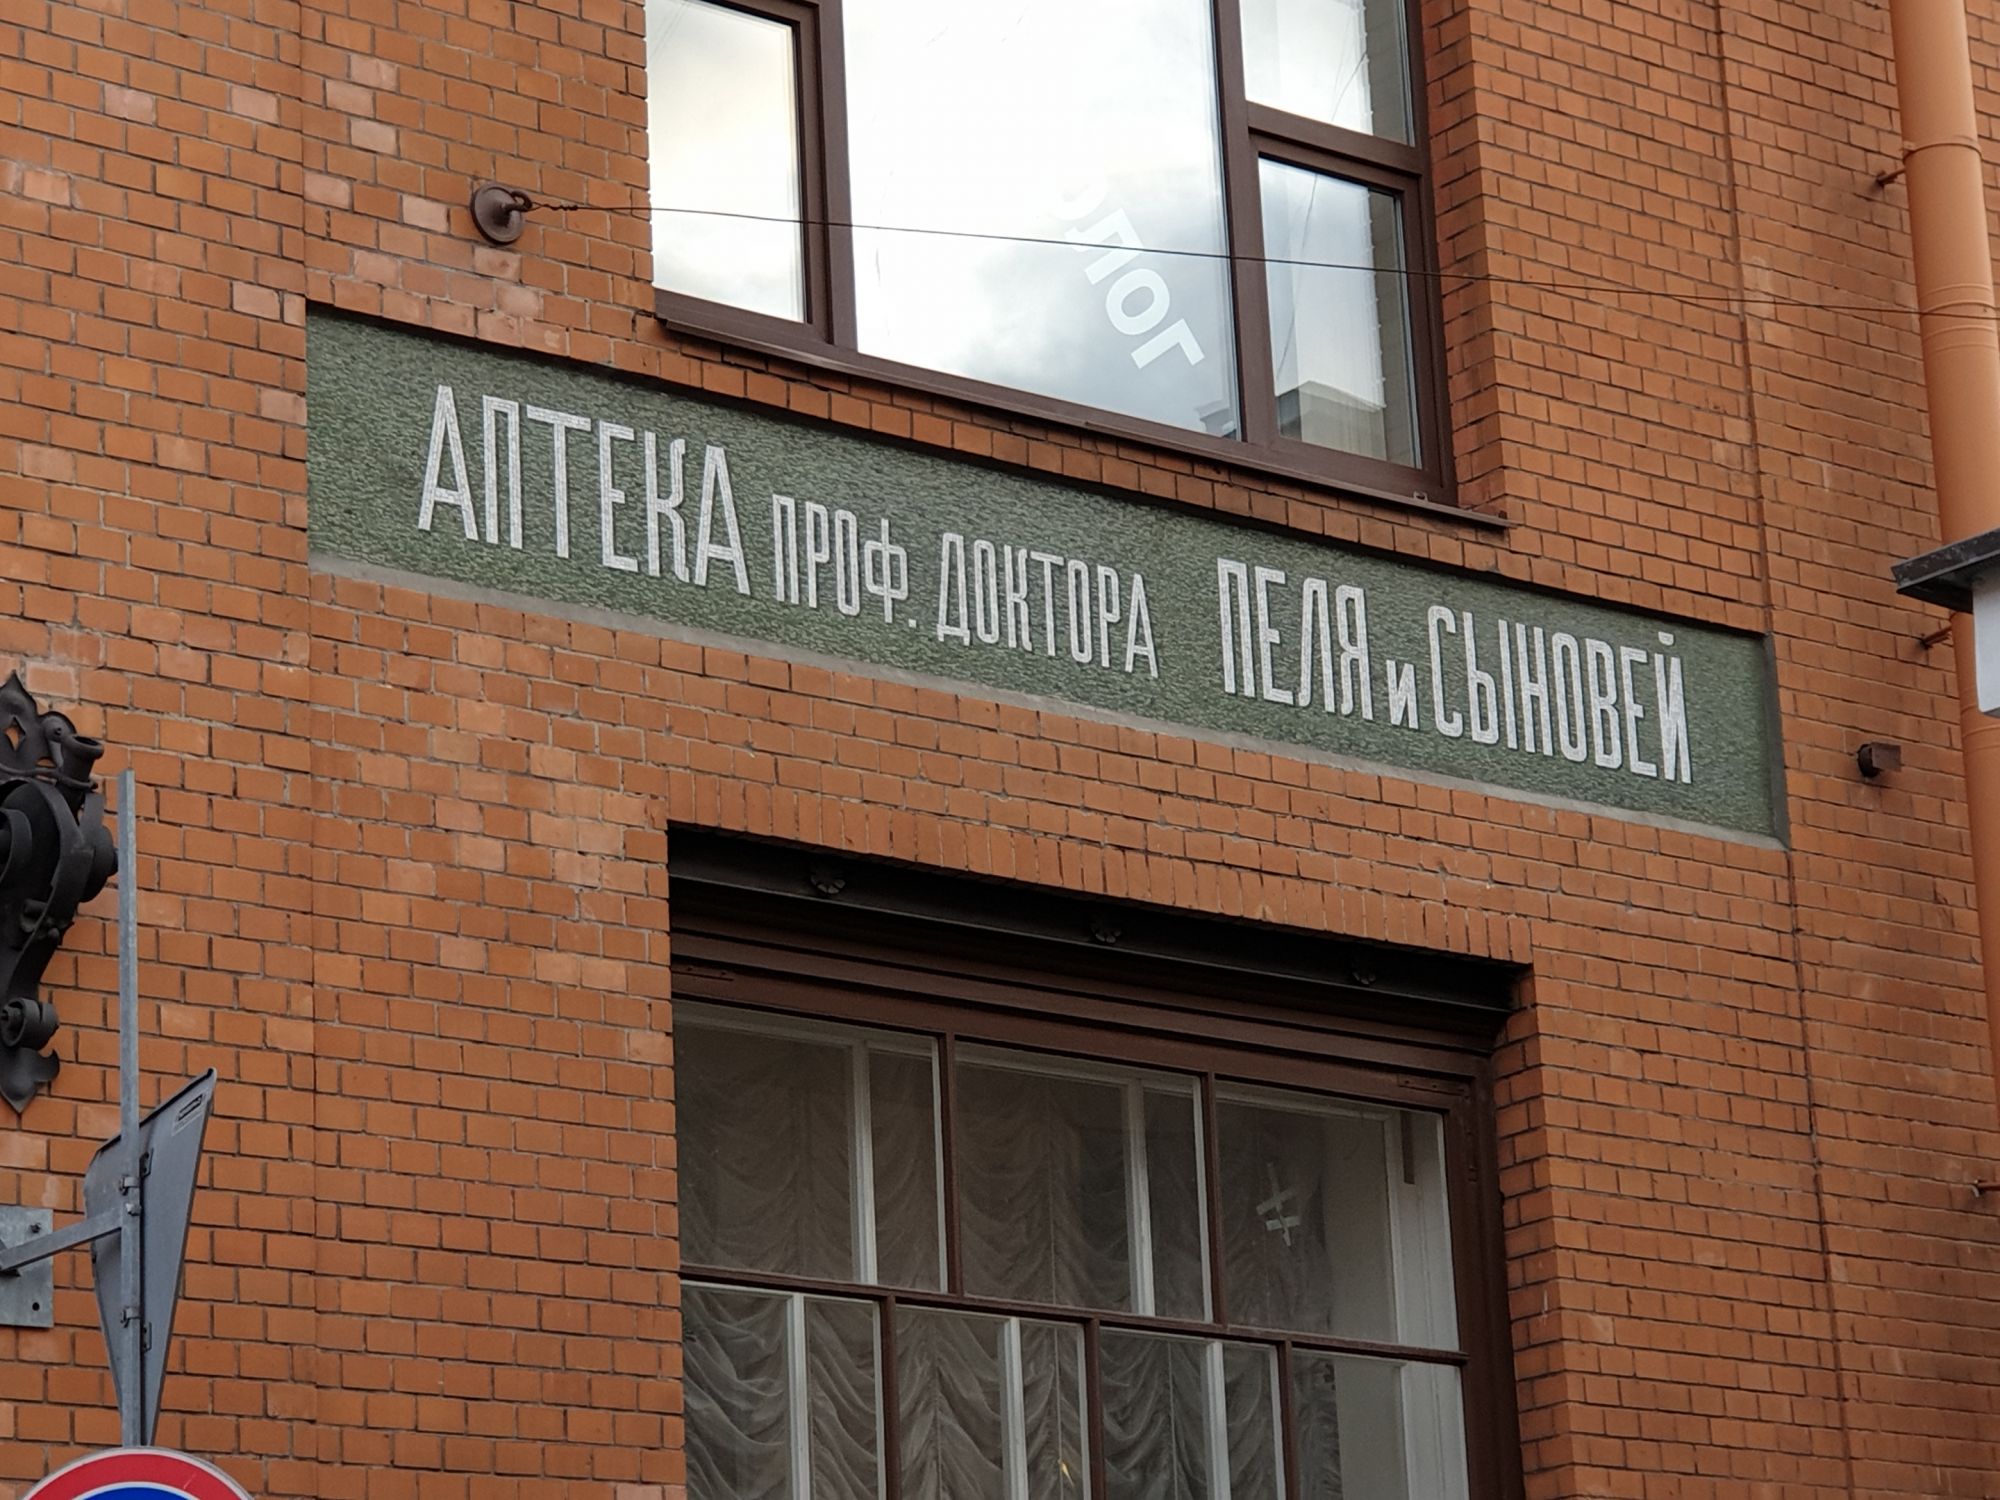 АПТЕКА ПРОФ. ДОКТОРА ПЕЛЯ И СЫНОВЕЙ